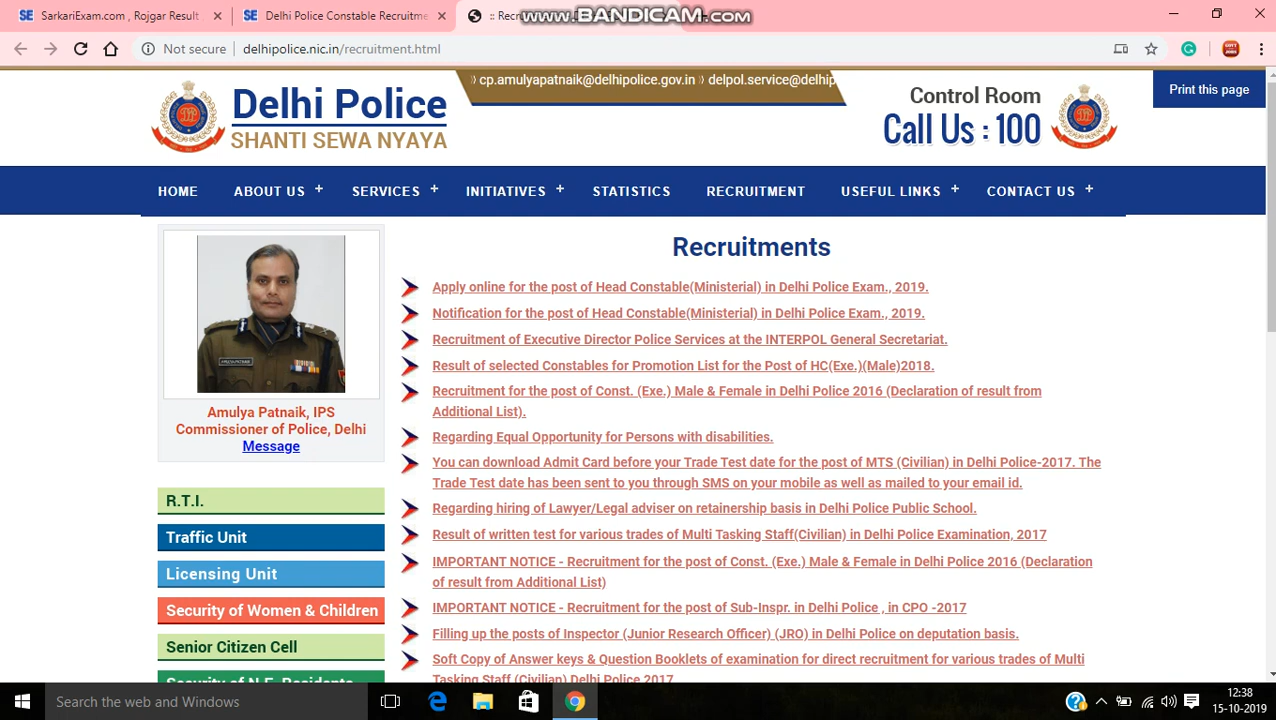 SarkariExam.com , Rojgar Result
Delhi Police Constable Recruitme
:: Rec
www.BANDICAM.com
Not secure
delhipolice.nic.in/recruitment.html
cp.amulyapatnaik@delhipolice.gov.in
delpol.service@delhip
Print this page
Delhi Police
SHANTI SEWA NYAYA
Control Room
Call Us : 100
HOME
ABOUT US +
SERVICES +
INITIATIVES +
STATISTICS
RECRUITMENT
USEFUL LINKS +
CONTACT US +
AMULYA PATNAIK
Amulya Patnaik, IPS
Commissioner of Police, Delhi
Message
R.T.I.
Traffic Unit
Licensing Unit
Security of Women & Children
Senior Citizen Cell
Security of N.E. Residents
Recruitments
Apply online for the post of Head Constable(Ministerial) in Delhi Police Exam., 2019.
Notification for the post of Head Constable(Ministerial) in Delhi Police Exam., 2019.
Recruitment of Executive Director Police Services at the INTERPOL General Secretariat.
Result of selected Constables for Promotion List for the Post of HC(Exe.)(Male)2018.
Recruitment for the post of Const. (Exe.) Male & Female in Delhi Police 2016 (Declaration of result from
Additional List).
Regarding Equal Opportunity for Persons with disabilities.
You can download Admit Card before your Trade Test date for the post of MTS (Civilian) in Delhi Police-2017. The
Trade Test date has been sent to you through SMS on your mobile as well as mailed to your email id.
Regarding hiring of Lawyer/Legal adviser on retainership basis in Delhi Police Public School.
Result of written test for various trades of Multi Tasking Staff(Civilian) in Delhi Police Examination, 2017
IMPORTANT NOTICE - Recruitment for the post of Const. (Exe.) Male & Female in Delhi Police 2016 (Declaration
of result from Additional List)
IMPORTANT NOTICE - Recruitment for the post of Sub-Inspr. in Delhi Police , in CPO -2017
Filling up the posts of Inspector (Junior Research Officer) (JRO) in Delhi Police on deputation basis.
Soft Copy of Answer keys & Question Booklets of examination for direct recruitment for various trades of Multi
Tasking Staff (Civilian) Delhi Police 2017
Search the web and Windows
12:38
15-10-2019